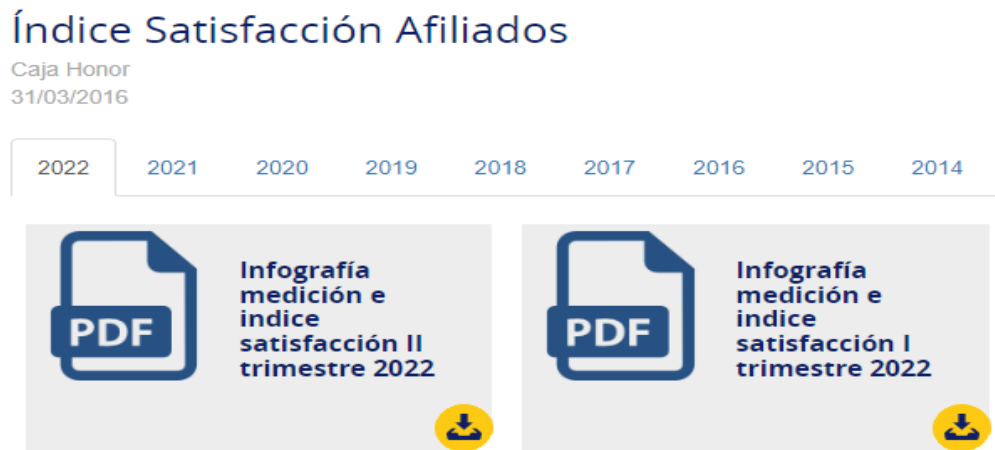 Índice Satisfacción Afiliados
Caja Honor
31/03/2016
2022 2021 2020 2019 2018 2017 2016 2015 2014
PDF
Infografía
medición e
indice
satisfacción II
trimestre 2022
PDF
Infografía
medición e
indice
satisfacción I
trimestre 2022